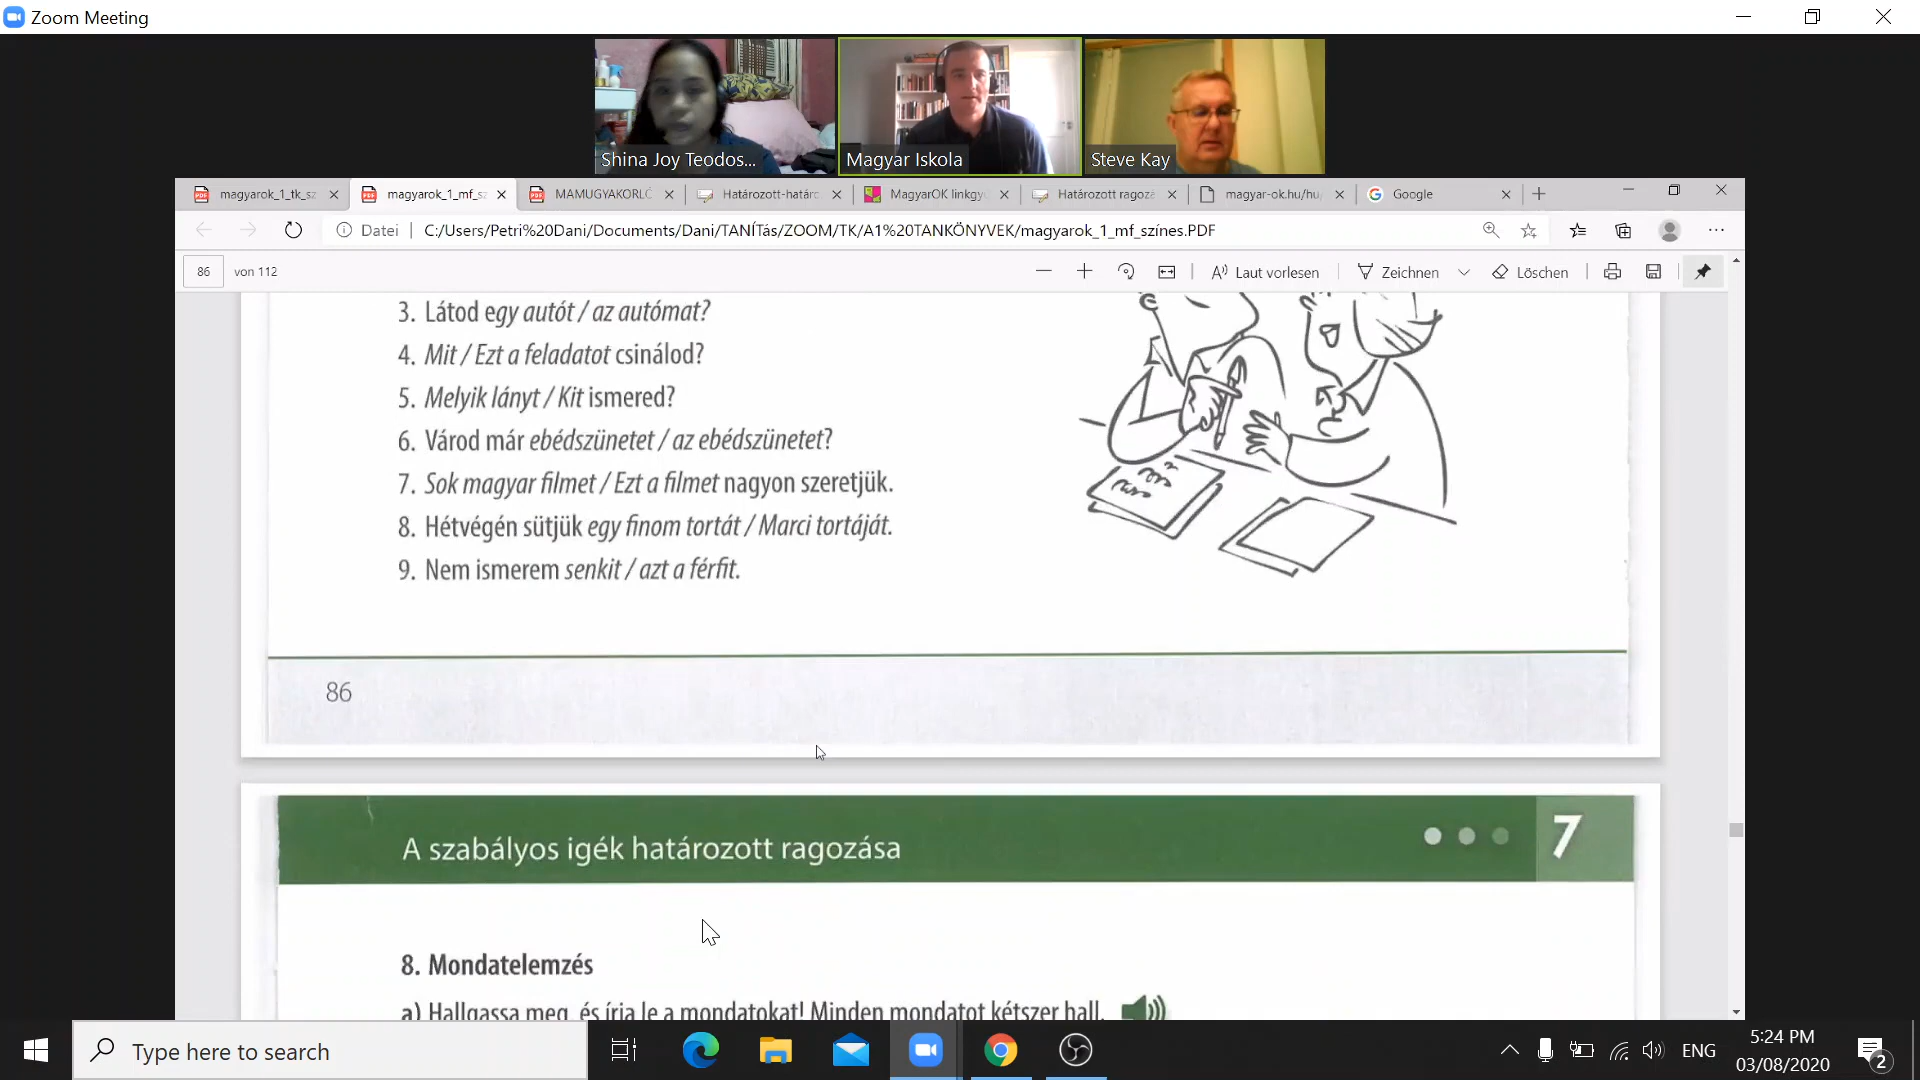 Zoom Meeting
Shina Joy Teodos...
Magyar Iskola
Steve Kay
magyarok_1_tk_sz
magyarok_1_mf_sz
MAMUGYAKORLÓ
Határozott-határo
MagyarOK linkgy
Határozott ragozá
magyar-ok.hu/hu/
Google
Datei
C:/Users/Petri%20Dani/Documents/Dani/TANÍTás/ZOOM/TK/A1%20TANKÖNYVEK/magyarok_1_mf_színes.PDF
86 von 112
Laut vorlesen
Zeichnen
Löschen
3. Látod egy autót / az autómat?
4. Mit / Ezt a feladatot csinálod?
5. Melyik lányt / Kit ismered?
6. Várod már ebédszünetet / az ebédszünetet?
7. Sok magyar filmet / Ezt a filmet nagyon szeretjük.
8. Hétvégén sütjük egy finom tortát / Marci tortáját.
9. Nem ismerem senkit / azt a férfit.
86
A szabályos igék határozott ragozása
7
8. Mondatelemzés
a) Hallgassa meg, és írja le a mondatokat! Minden mondatot kétszer hall.
Type here to search
ENG
5:24 PM
03/08/2020
2